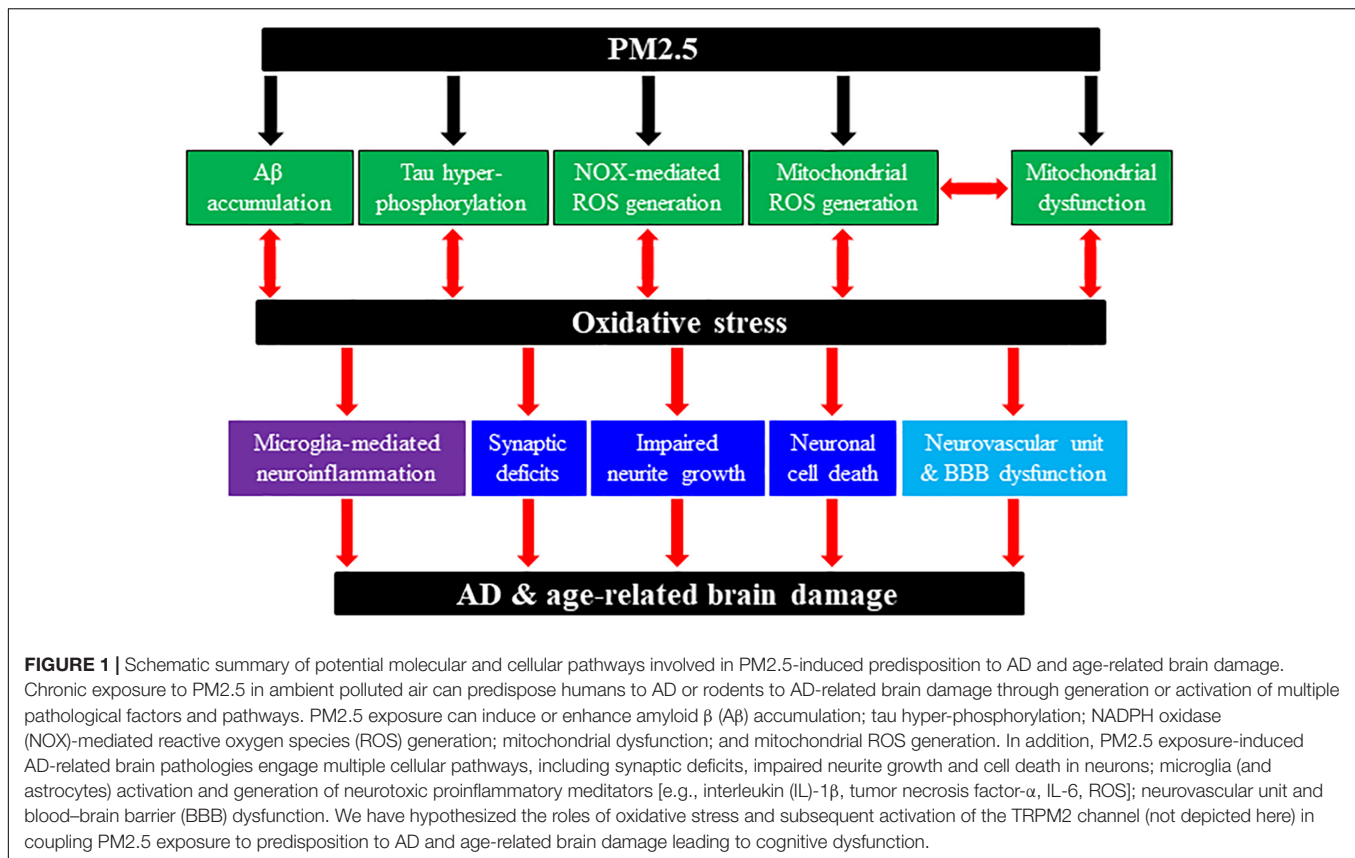 PM2.5
Aβ
accumulation
Tau hyper-
phosphorylation
NOX-mediated
ROS generation
Mitochondrial
ROS generation
Mitochondrial
dysfunction
Oxidative stress
Microglia-mediated
neuroinflammation
Synaptic
deficits
Impaired
neurite growth
Neuronal
cell death
Neurovascular unit
& BBB dysfunction
AD & age-related brain damage
FIGURE 1 | Schematic summary of potential molecular and cellular pathways involved in PM2.5-induced predisposition to AD and age-related brain damage.
Chronic exposure to PM2.5 in ambient polluted air can predispose humans to AD or rodents to AD-related brain damage through generation or activation of multiple
pathological factors and pathways. PM2.5 exposure can induce or enhance amyloid β (Aβ) accumulation; tau hyper-phosphorylation; NADPH oxidase
(NOX)-mediated reactive oxygen species (ROS) generation; mitochondrial dysfunction; and mitochondrial ROS generation. In addition, PM2.5 exposure-induced
AD-related brain pathologies engage multiple cellular pathways, including synaptic deficits, impaired neurite growth and cell death in neurons; microglia (and
astrocytes) activation and generation of neurotoxic proinflammatory meditators [e.g., interleukin (IL)-1β, tumor necrosis factor-α, IL-6, ROS]; neurovascular unit and
blood–brain barrier (BBB) dysfunction. We have hypothesized the roles of oxidative stress and subsequent activation of the TRPM2 channel (not depicted here) in
coupling PM2.5 exposure to predisposition to AD and age-related brain damage leading to cognitive dysfunction.